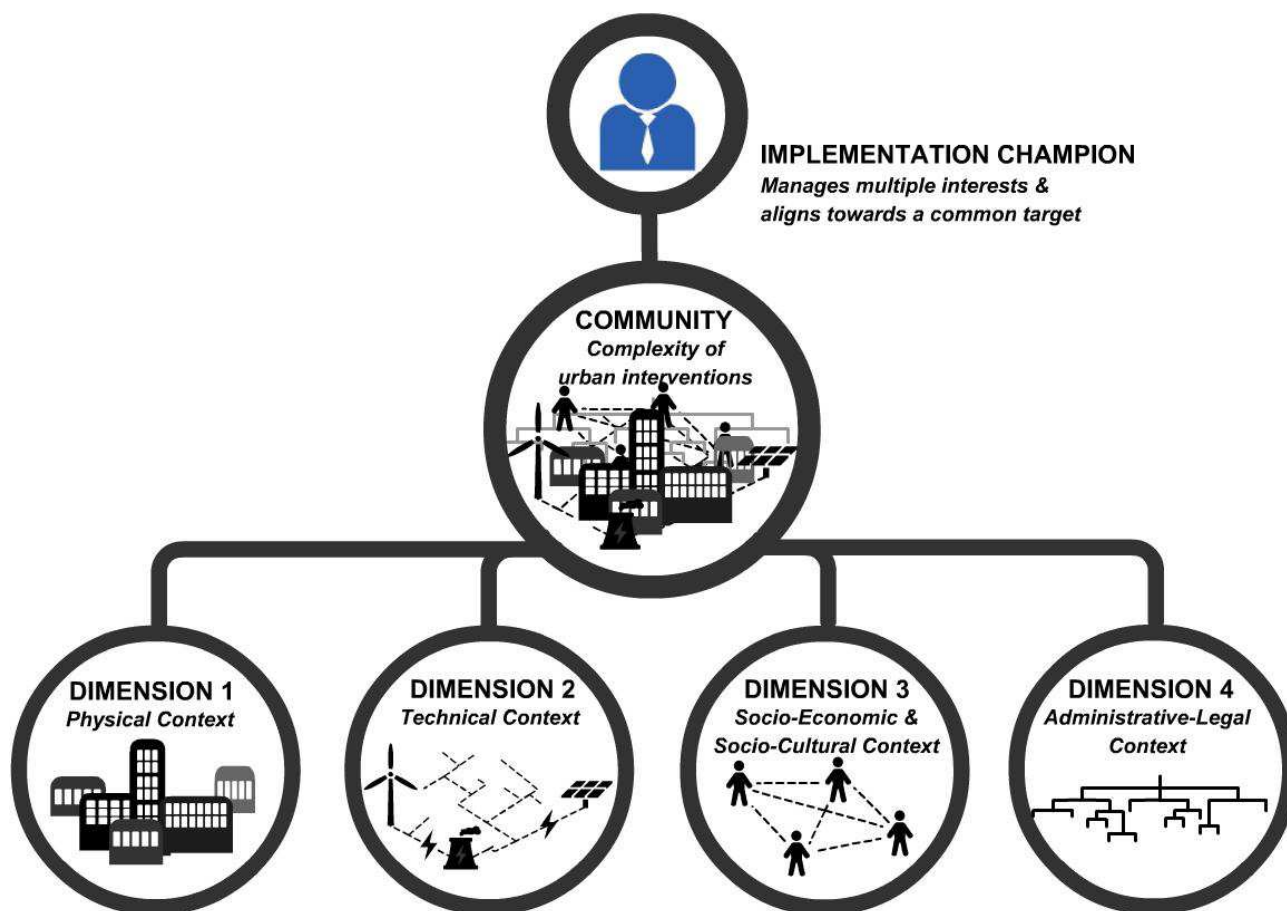 IMPLEMENTATION CHAMPION
Manages multiple interests &
aligns towards a common target
COMMUNITY
Complexity of
urban interventions
DIMENSION 1
Physical Context
DIMENSION 2
Technical Context
DIMENSION 3
Socio-Economic &
Socio-Cultural Context
DIMENSION 4
Administrative-Legal
Context